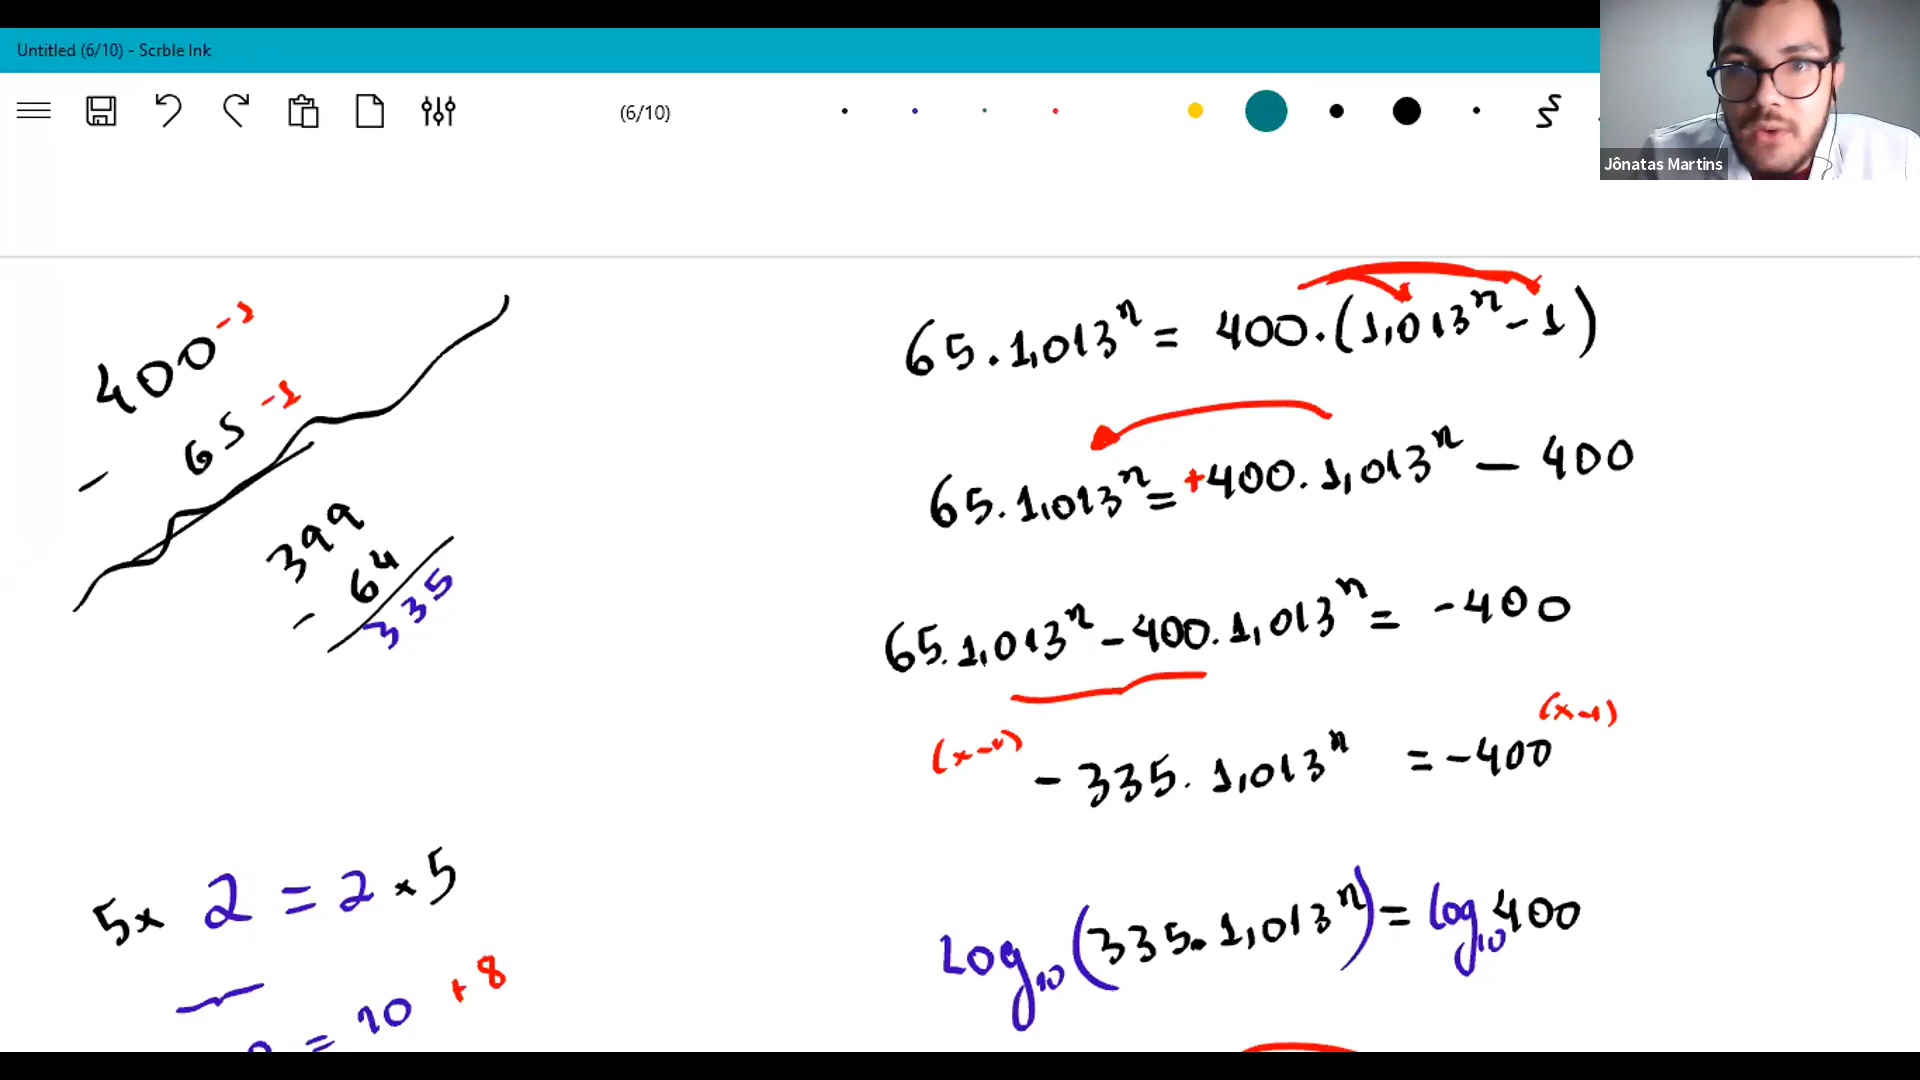 Untitled (6/10) - Scrble Ink
(6/10)
Jônatas Martins
400⁻¹
- 65⁻¹
399
- 64
335
5x 2 = 2 x 5
= 10 + 8
65.1,013ⁿ = 400.(1,013ⁿ - 1)
65.1,013ⁿ = +400.1,013ⁿ - 400
65.1,013ⁿ - 400.1,013ⁿ = -400
(x-1) - 335.1,013ⁿ = -400 (x-1)
Log₁₀(335.1,013ⁿ) = log₁₀400